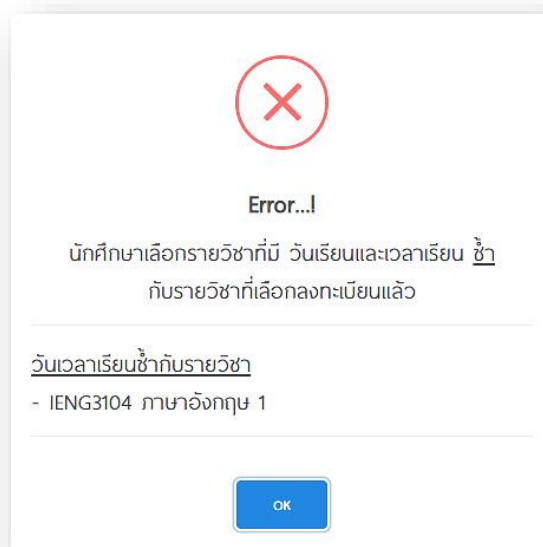 Error...!
นักศึกษาเลือกรายวิชาที่มี วันเรียนและเวลาเรียน ซ้ำ
กับรายวิชาที่เลือกลงทะเบียนแล้ว
วันเวลาเรียนซ้ำกับรายวิชา
- IENG3104 ภาษาอังกฤษ 1
OK